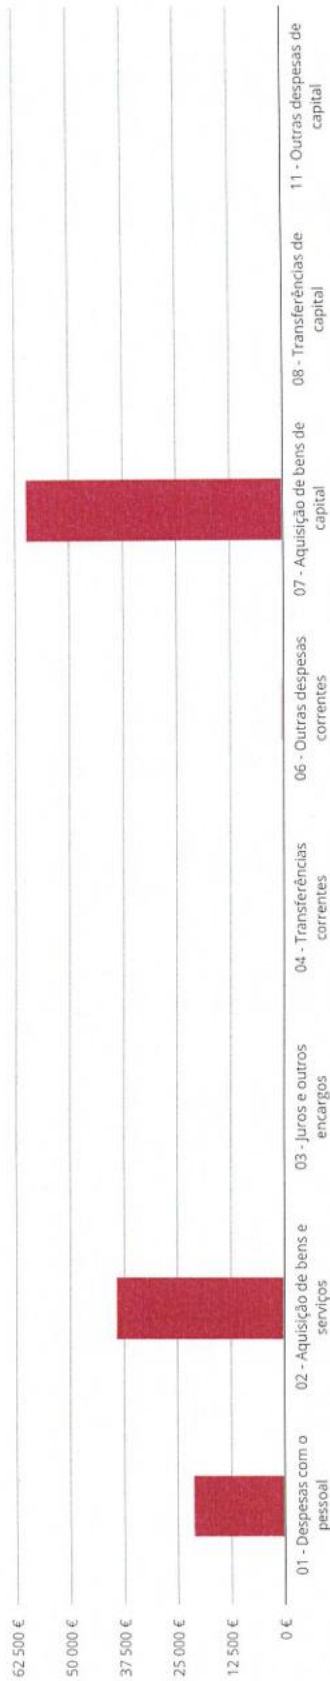 62 500 €
50 000 €
37 500 €
25 000 €
12 500 €
0 €
01 - Despesas com o
pessoal
02 - Aquisição de bens e
serviços
03 - Juros e outros
encargos
04 - Transferências
correntes
06 - Outras despesas
correntes
07 - Aquisição de bens de
capital
08 - Transferências de
capital
11 - Outras despesas de
capital